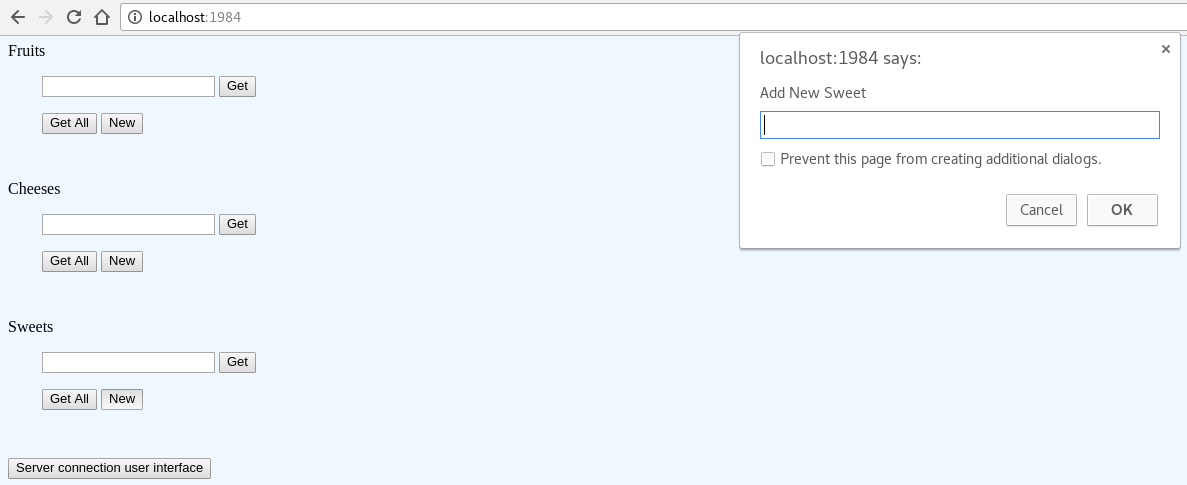 localhost:1984
Fruits
Get
Get All New
Cheeses
Get
Get All New
Sweets
Get
Get All New
Server connection user interface
localhost:1984 says:
×
Add New Sweet
Prevent this page from creating additional dialogs.
Cancel OK